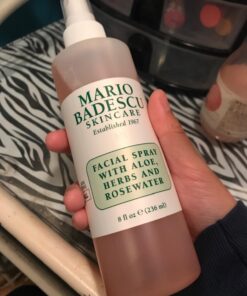 MARIO
BADESCU
SKINCARE
Established 1967
FACIAL SPRAY
WITH ALOE,
HERBS AND
ROSEWATER
8 fl oz ℮ (236 ml)